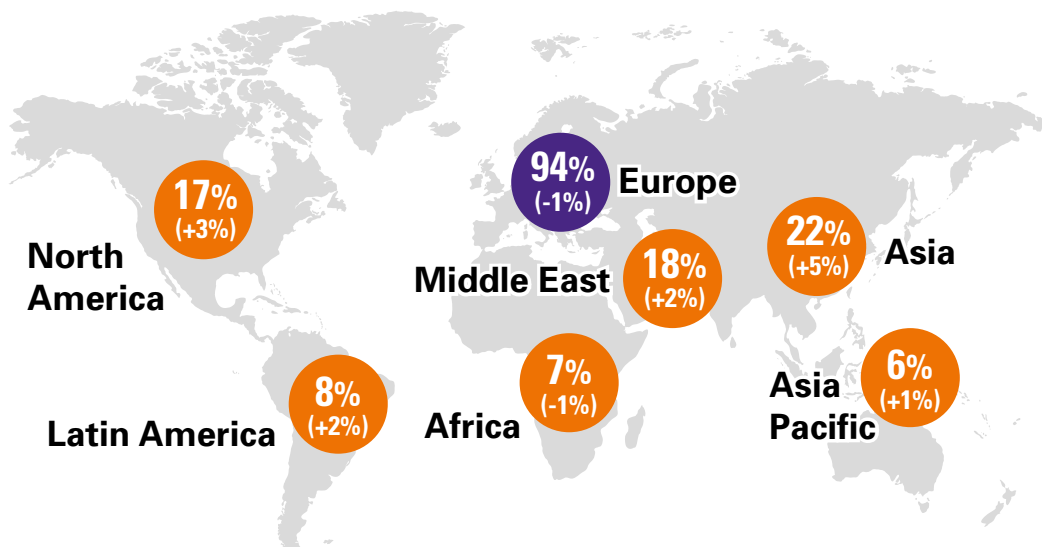 94%
(-1%)
Europe
17%
(+3%)
North
America
22%
(+5%)
Asia
Middle East
18%
(+2%)
8%
(+2%)
Latin America
7%
(-1%)
Africa
6%
(+1%)
Asia
Pacific